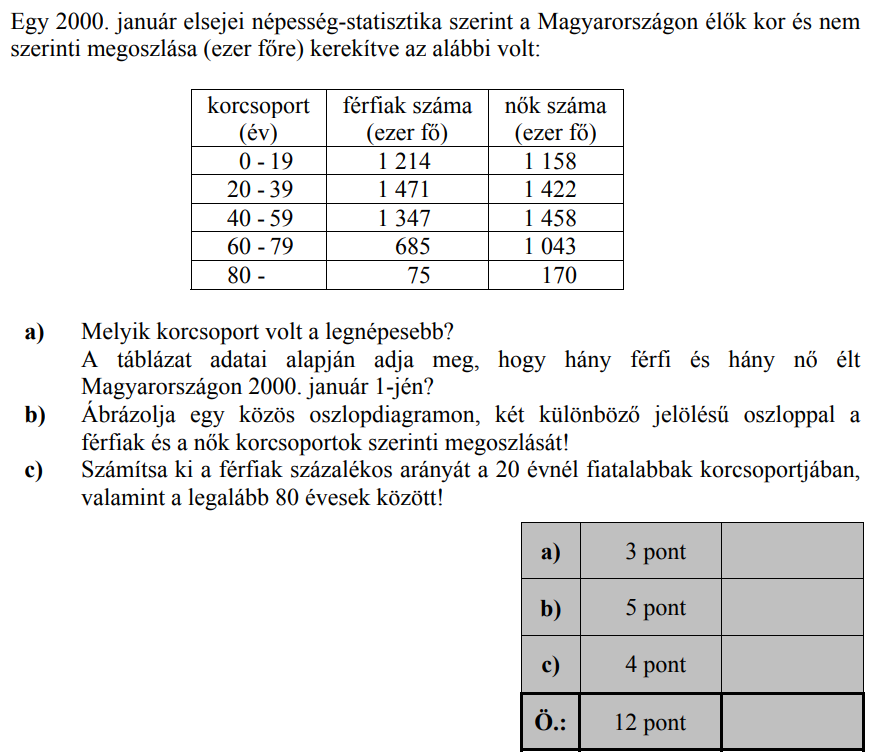 Egy 2000. január elsejei népesség-statisztika szerint a Magyarországon élők kor és nem
szerinti megoszlása (ezer főre) kerekítve az alábbi volt:
korcsoport (év) férfiak száma (ezer fő) nők száma (ezer fő)
0 - 19 1 214 1 158
20 - 39 1 471 1 422
40 - 59 1 347 1 458
60 - 79 685 1 043
80 - 75 170
a) Melyik korcsoport volt a legnépesebb?
A táblázat adatai alapján adja meg, hogy hány férfi és hány nő élt
Magyarországon 2000. január 1-jén?
b) Ábrázolja egy közös oszlopdiagramon, két különböző jelölésű oszloppal a
férfiak és a nők korcsoportok szerinti megoszlását!
c) Számítsa ki a férfiak százalékos arányát a 20 évnél fiatalabbak korcsoportjában,
valamint a legalább 80 évesek között!
a) 3 pont
b) 5 pont
c) 4 pont
Ö.: 12 pont